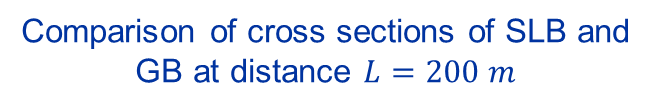 Comparison of cross sections of SLB and
GB at distance L = 200 m